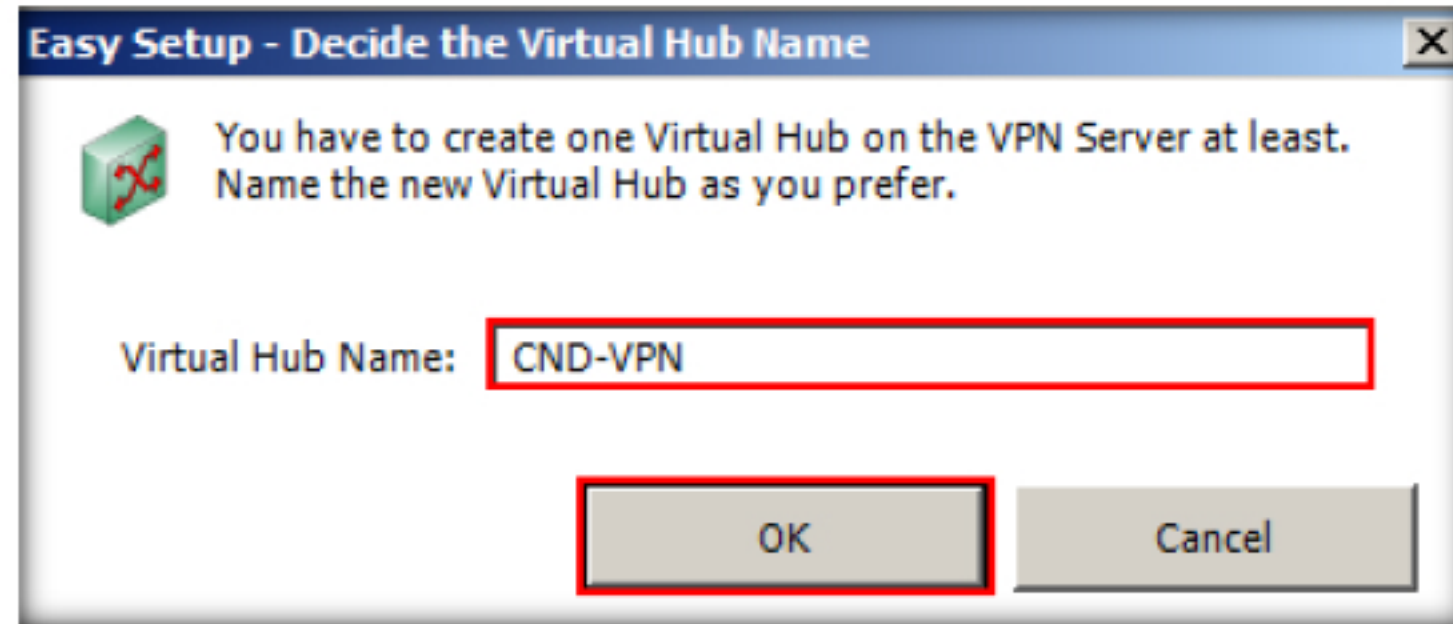 Easy Setup - Decide the Virtual Hub Name
You have to create one Virtual Hub on the VPN Server at least.
Name the new Virtual Hub as you prefer.
Virtual Hub Name: CND-VPN
OK Cancel